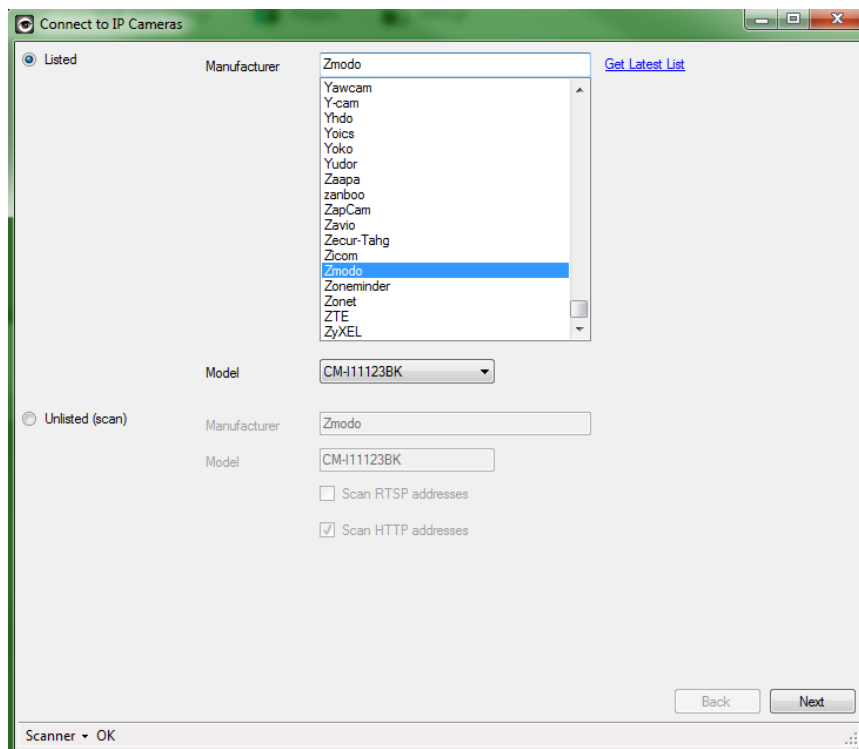 Connect to IP Cameras
Listed
Manufacturer
Zmodo
Get Latest List
Yawcam
Y-cam
Yhdo
Yoics
Yoko
Yudor
Zaapa
zanboo
ZapCam
Zavio
Zecur-Tahg
Zicom
Zmodo
Zoneminder
Zonet
ZTE
ZyXEL
Model
CM-I11123BK
Unlisted (scan)
Manufacturer
Zmodo
Model
CM-I11123BK
Scan RTSP addresses
Scan HTTP addresses
Back
Next
Scanner OK